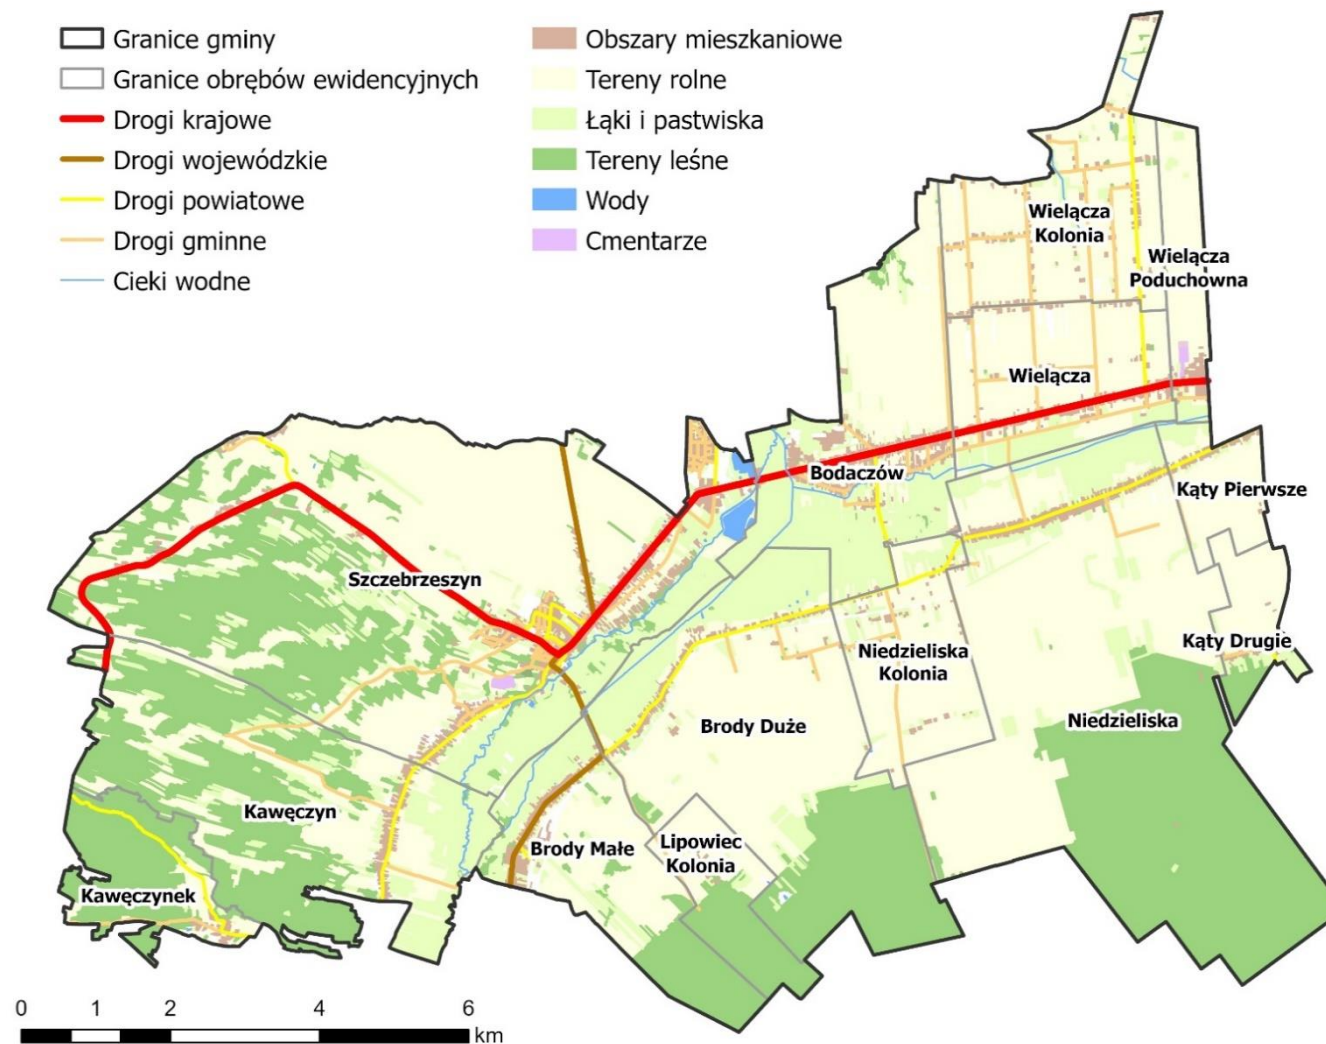 Granice gminy
Granice obrębów ewidencyjnych
Drogi krajowe
Drogi wojewódzkie
Drogi powiatowe
Drogi gminne
Cieki wodne
Obszary mieszkaniowe
Tereny rolne
Łąki i pastwiska
Tereny leśne
Wody
Cmentarze
Wielącza
Kolonia
Wielącza
Poduchowna
Wielącza
Bodaczów
Kąty Pierwsze
Szczebrzeszyn
Kąty Drugie
Niedzieliska
Kolonia
Niedzieliska
Brody Duże
Kawęczyn
Brody Małe
Lipowiec
Kolonia
Kawęczynek
0 1 2 4 6
km